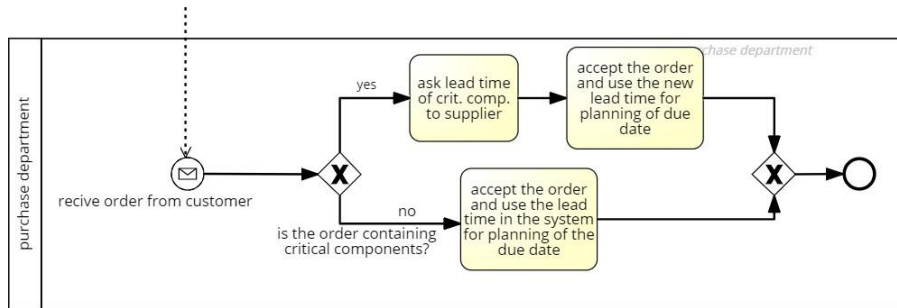 purchase department
rchase department
yes
ask lead time
of crit. comp.
to supplier
accept the order
and use the new
lead time for
planning of due
date
recive order from customer
no
is the order containing
critical components?
accept the order
and use the lead
time in the system
for planning of the
due date